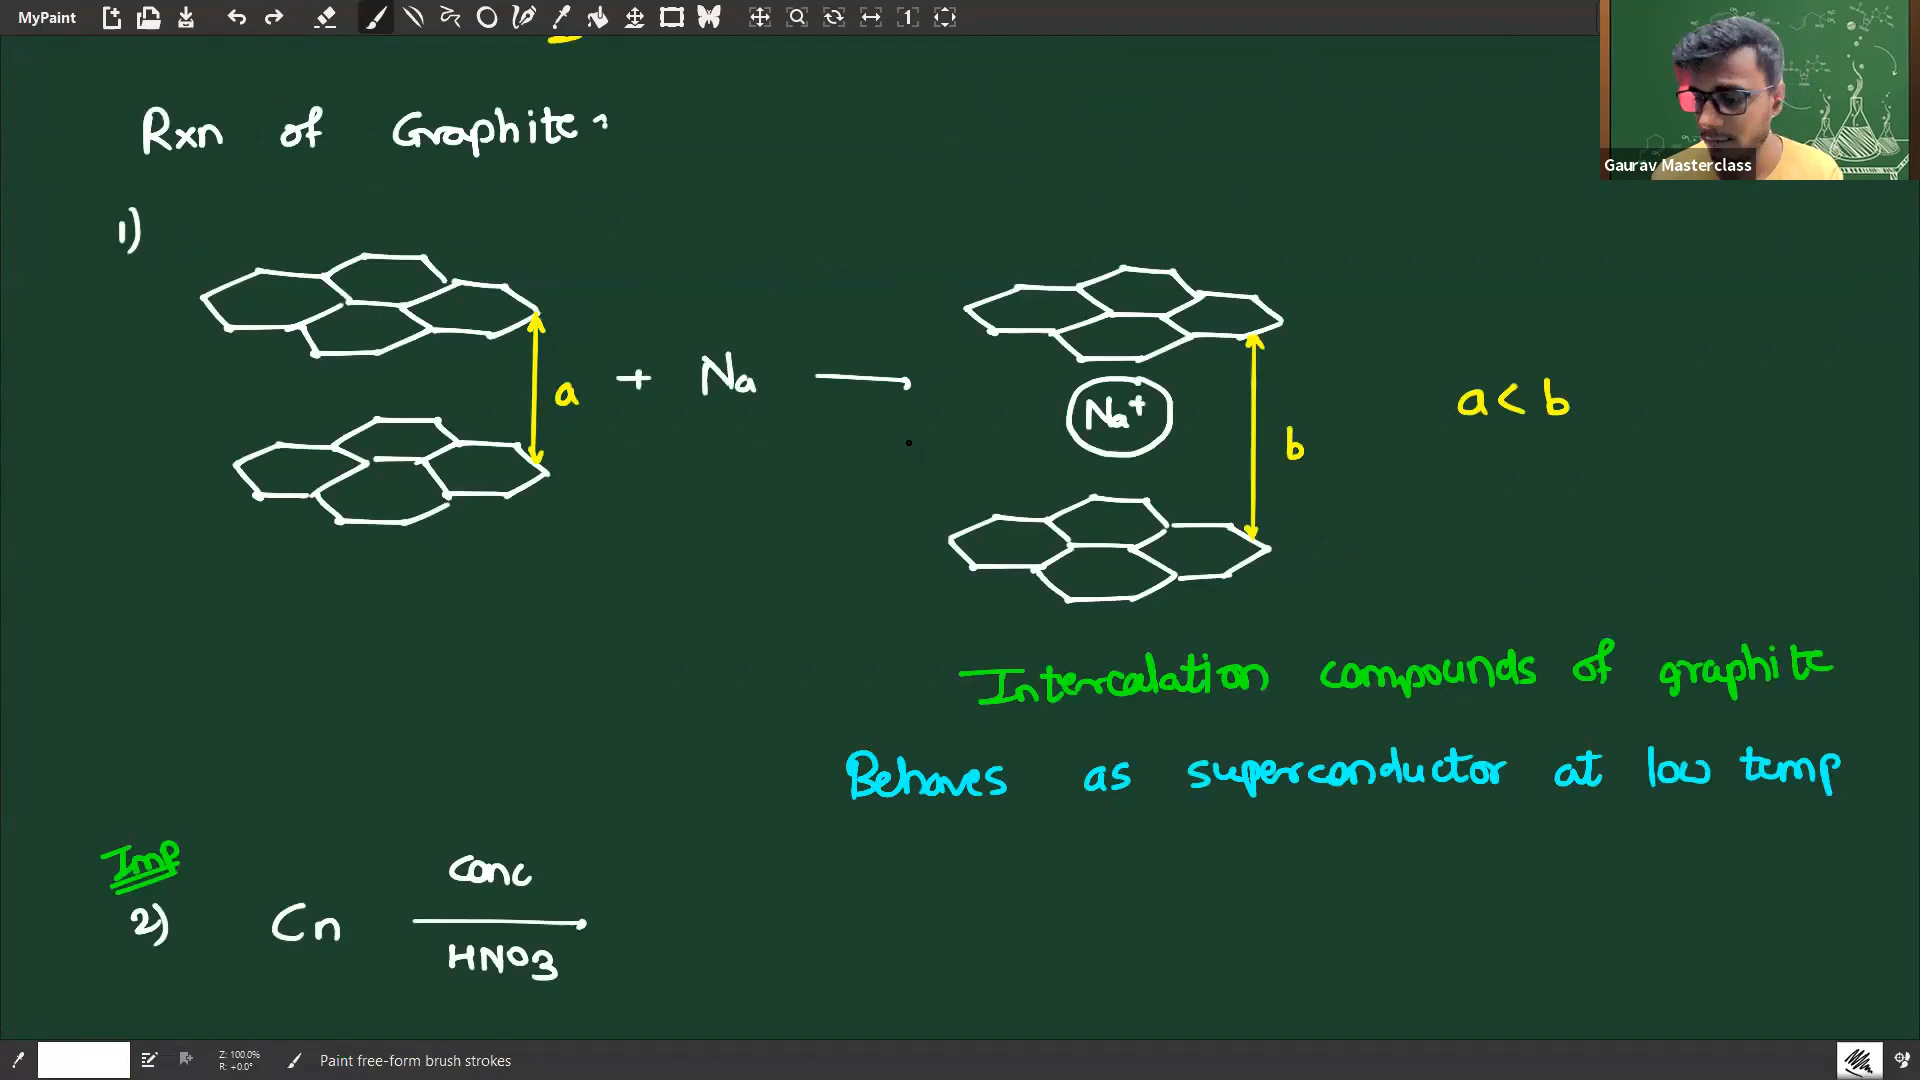 MyPaint
Gaurav Masterclass
Rxn of Graphite :
1)
a + Na
Na+
b
a < b
Intercalation compounds of graphite
Behaves as superconductor at low temp
Imp
2) Cn conc
HNO3
Z: 100.0%
R: +0.0°
Paint free-form brush strokes